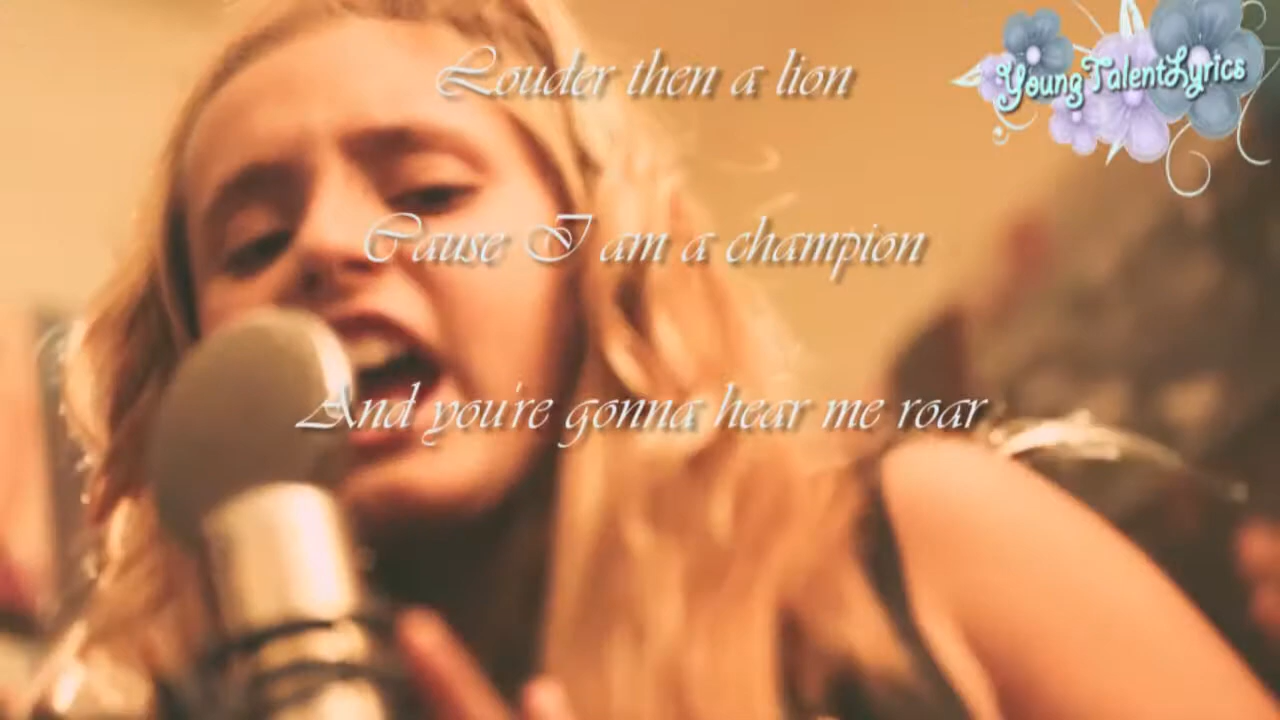 YoungTalentLyrics
Louder then a lion
Cause I am a champion
And you're gonna hear me roar